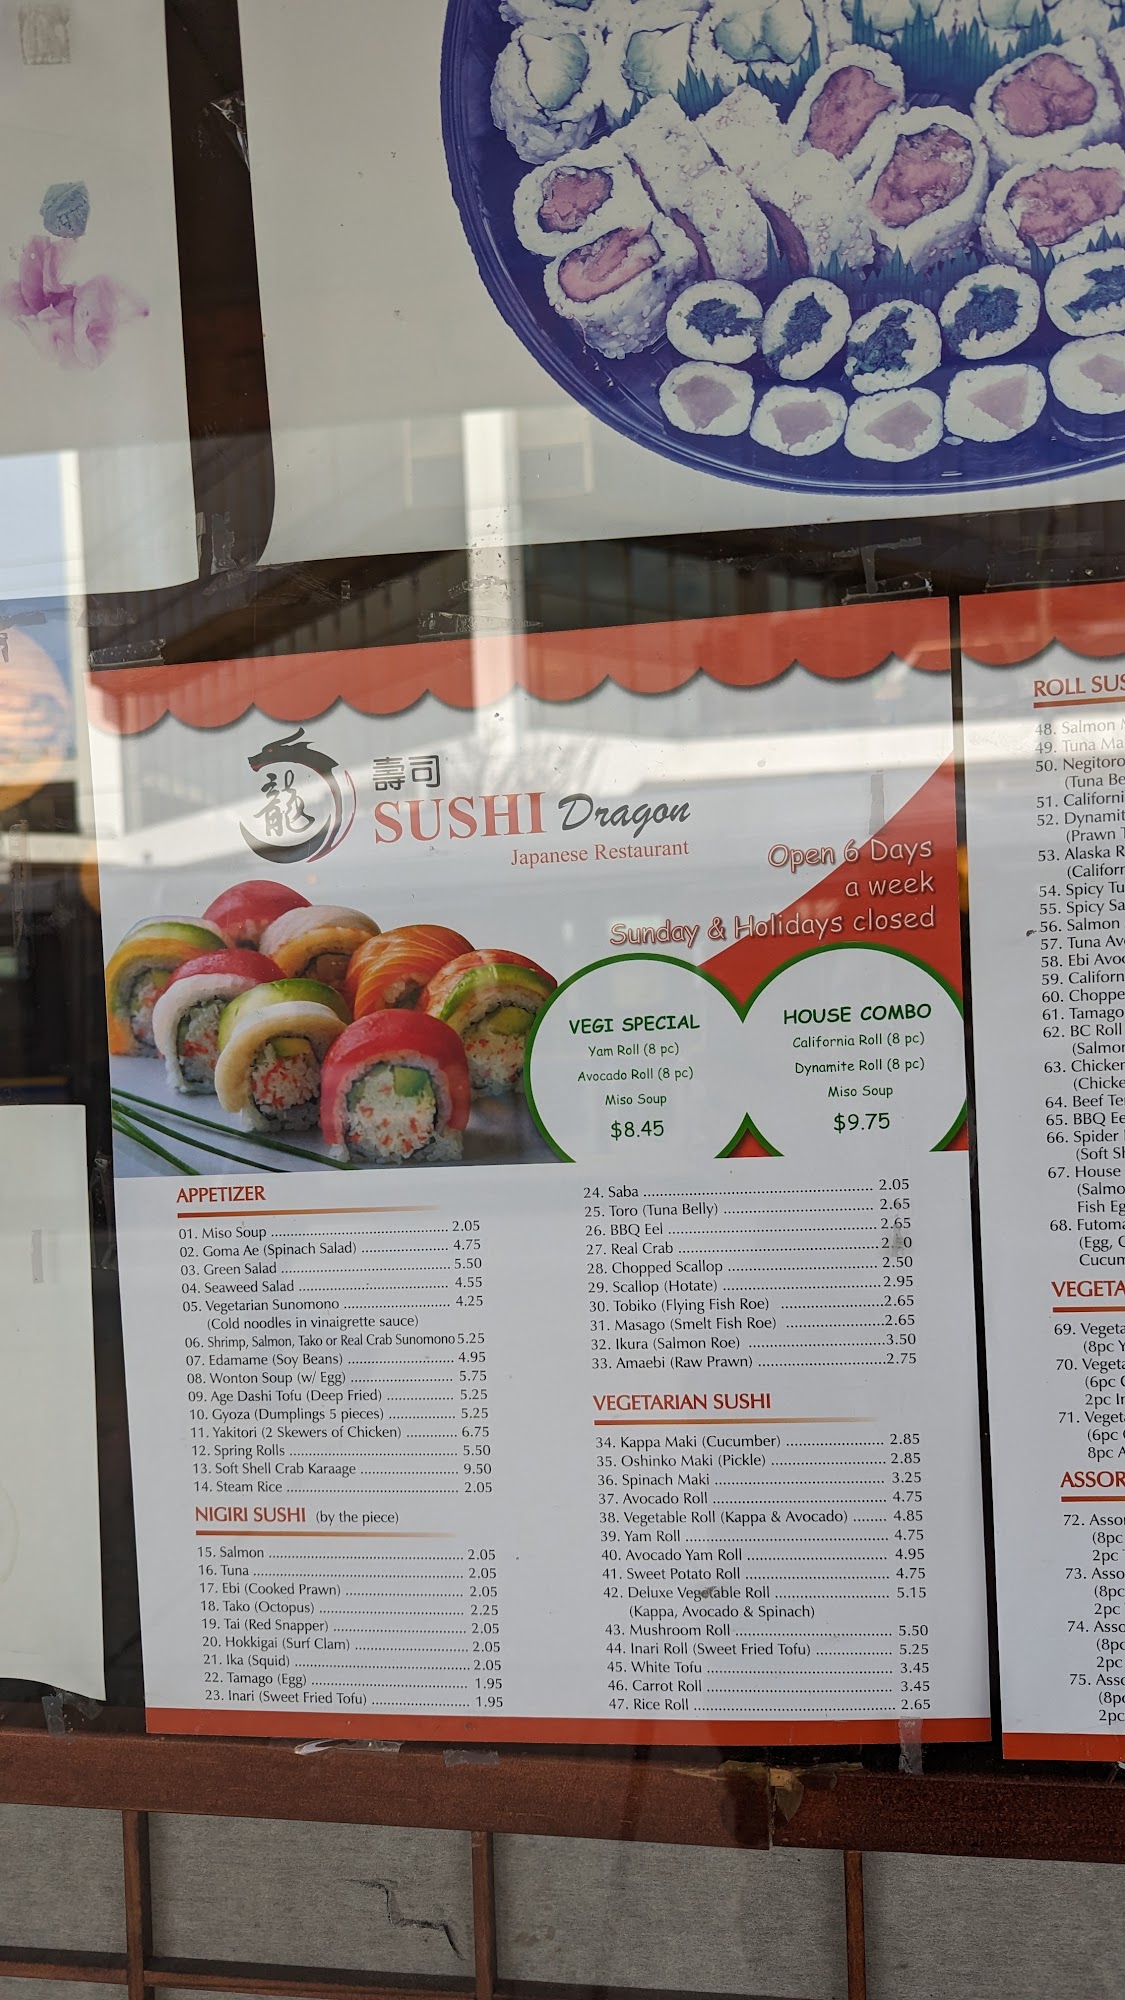 龍
壽司
SUSHI Dragon
Japanese Restaurant
Open 6 Days
a week
Sunday & Holidays closed
VEGI SPECIAL
Yam Roll (8 pc)
Avocado Roll (8 pc)
Miso Soup
$8.45
HOUSE COMBO
California Roll (8 pc)
Dynamite Roll (8 pc)
Miso Soup
$9.75
APPETIZER
01. Miso Soup 2.05
02. Goma Ae (Spinach Salad) 4.75
03. Green Salad 5.50
04. Seaweed Salad 4.55
05. Vegetarian Sunomono 4.25
(Cold noodles in vinaigrette sauce)
06. Shrimp, Salmon, Tako or Real Crab Sunomono 5.25
07. Edamame (Soy Beans) 4.95
08. Wonton Soup (w/ Egg) 5.75
09. Age Dashi Tofu (Deep Fried) 5.25
10. Gyoza (Dumplings 5 pieces) 5.25
11. Yakitori (2 Skewers of Chicken) 6.75
12. Spring Rolls 5.50
13. Soft Shell Crab Karaage 9.50
14. Steam Rice 2.05
NIGIRI SUSHI (by the piece)
15. Salmon 2.05
16. Tuna 2.05
17. Ebi (Cooked Prawn) 2.05
18. Tako (Octopus) 2.25
19. Tai (Red Snapper) 2.05
20. Hokkigai (Surf Clam) 2.05
21. Ika (Squid) 2.05
22. Tamago (Egg) 1.95
23. Inari (Sweet Fried Tofu) 1.95
24. Saba 2.05
25. Toro (Tuna Belly) 2.65
26. BBQ Eel 2.65
27. Real Crab
28. Chopped Scallop 2.50
29. Scallop (Hotate) 2.95
30. Tobiko (Flying Fish Roe) 2.65
31. Masago (Smelt Fish Roe) 2.65
32. Ikura (Salmon Roe) 3.50
33. Amaebi (Raw Prawn) 2.75
VEGETARIAN SUSHI
34. Kappa Maki (Cucumber) 2.85
35. Oshinko Maki (Pickle) 2.85
36. Spinach Maki 3.25
37. Avocado Roll 4.75
38. Vegetable Roll (Kappa & Avocado) 4.85
39. Yam Roll 4.75
40. Avocado Yam Roll 4.95
41. Sweet Potato Roll 4.75
42. Deluxe Vegetable Roll 5.15
(Kappa, Avocado & Spinach)
43. Mushroom Roll 5.50
44. Inari Roll (Sweet Fried Tofu) 5.25
45. White Tofu 3.45
46. Carrot Roll 3.45
47. Rice Roll 2.65
ROLL SUS
48. Salmon
49. Tuna Ma
50. Negitoro
(Tuna Be
51. Californi
52. Dynamit
(Prawn T
53. Alaska R
(Californ
54. Spicy Tu
55. Spicy Sa
56. Salmon
57. Tuna Av
58. Ebi Avoc
59. Californ
60. Choppe
61. Tamago
62. BC Roll
(Salmon
63. Chicken
(Chicke
64. Beef Te
65. BBQ Ee
66. Spider
(Soft Sh
67. House
(Salmo
Fish Eg
68. Futoma
(Egg, C
Cucum
VEGETA
69. Vegeta
(8pc Y
70. Vegeta
(6pc
2pc In
71. Veget
(6pc
8pc A
ASSOR
72. Asso
(8pc
2pc
73. Asso
(8pc
2pc
74. Asso
(8pc
2pc
75. Asso
(8pc
2pc